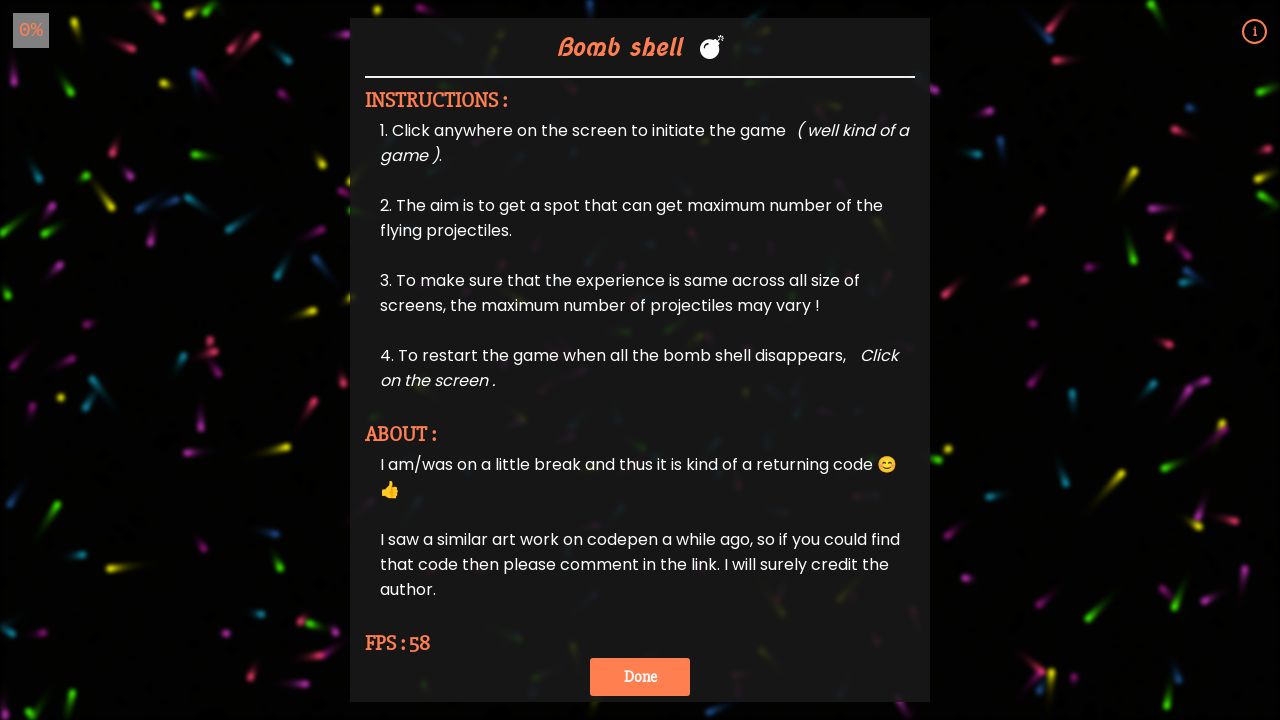 0%
i
Bomb shell 💣
INSTRUCTIONS :
1. Click anywhere on the screen to initiate the game ( well kind of a
game ).
2. The aim is to get a spot that can get maximum number of the
flying projectiles.
3. To make sure that the experience is same across all size of
screens, the maximum number of projectiles may vary !
4. To restart the game when all the bomb shell disappears, Click
on the screen .
ABOUT :
I am/was on a little break and thus it is kind of a returning code 😊
👍
I saw a similar art work on codepen a while ago, so if you could find
that code then please comment in the link. I will surely credit the
author.
FPS : 58
Done